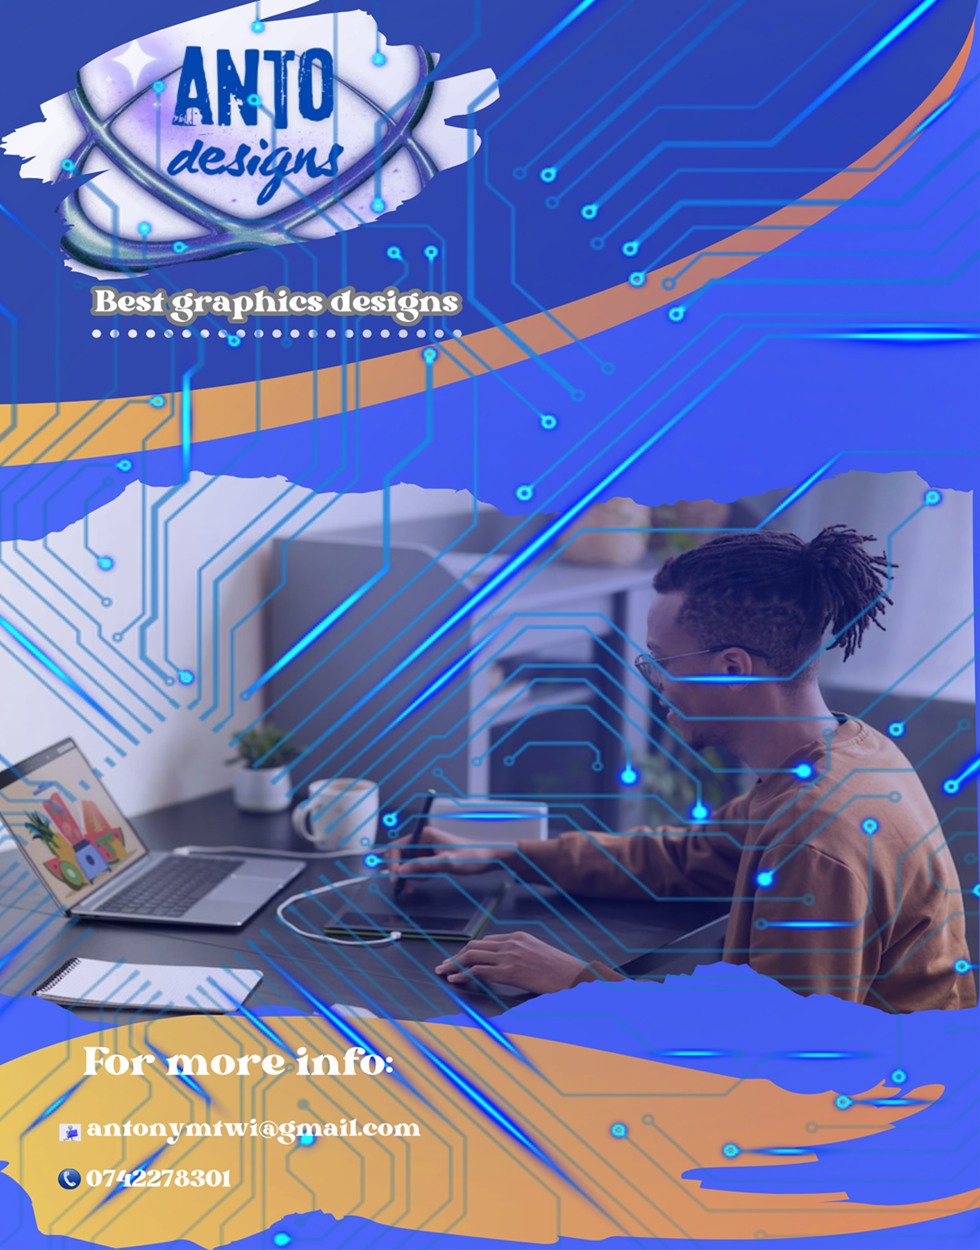 ANTO
designs
Best graphics designs
For more info:
antonymtwi@gmail.com
0742278301